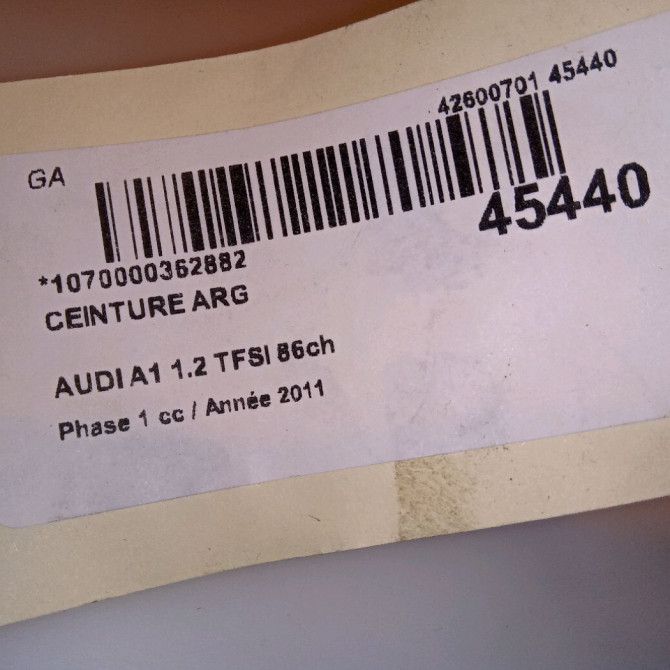 42600701 45440
GA
45440
*1070000362882
CEINTURE ARG
AUDI A1 1.2 TFSI 86ch
Phase 1 cc / Année 2011